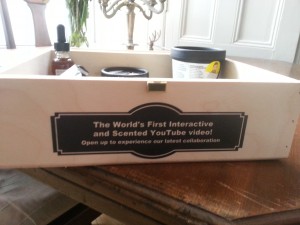 The World's First Interactive
and Scented YouTube video!
Open up to experience our latest collaboration